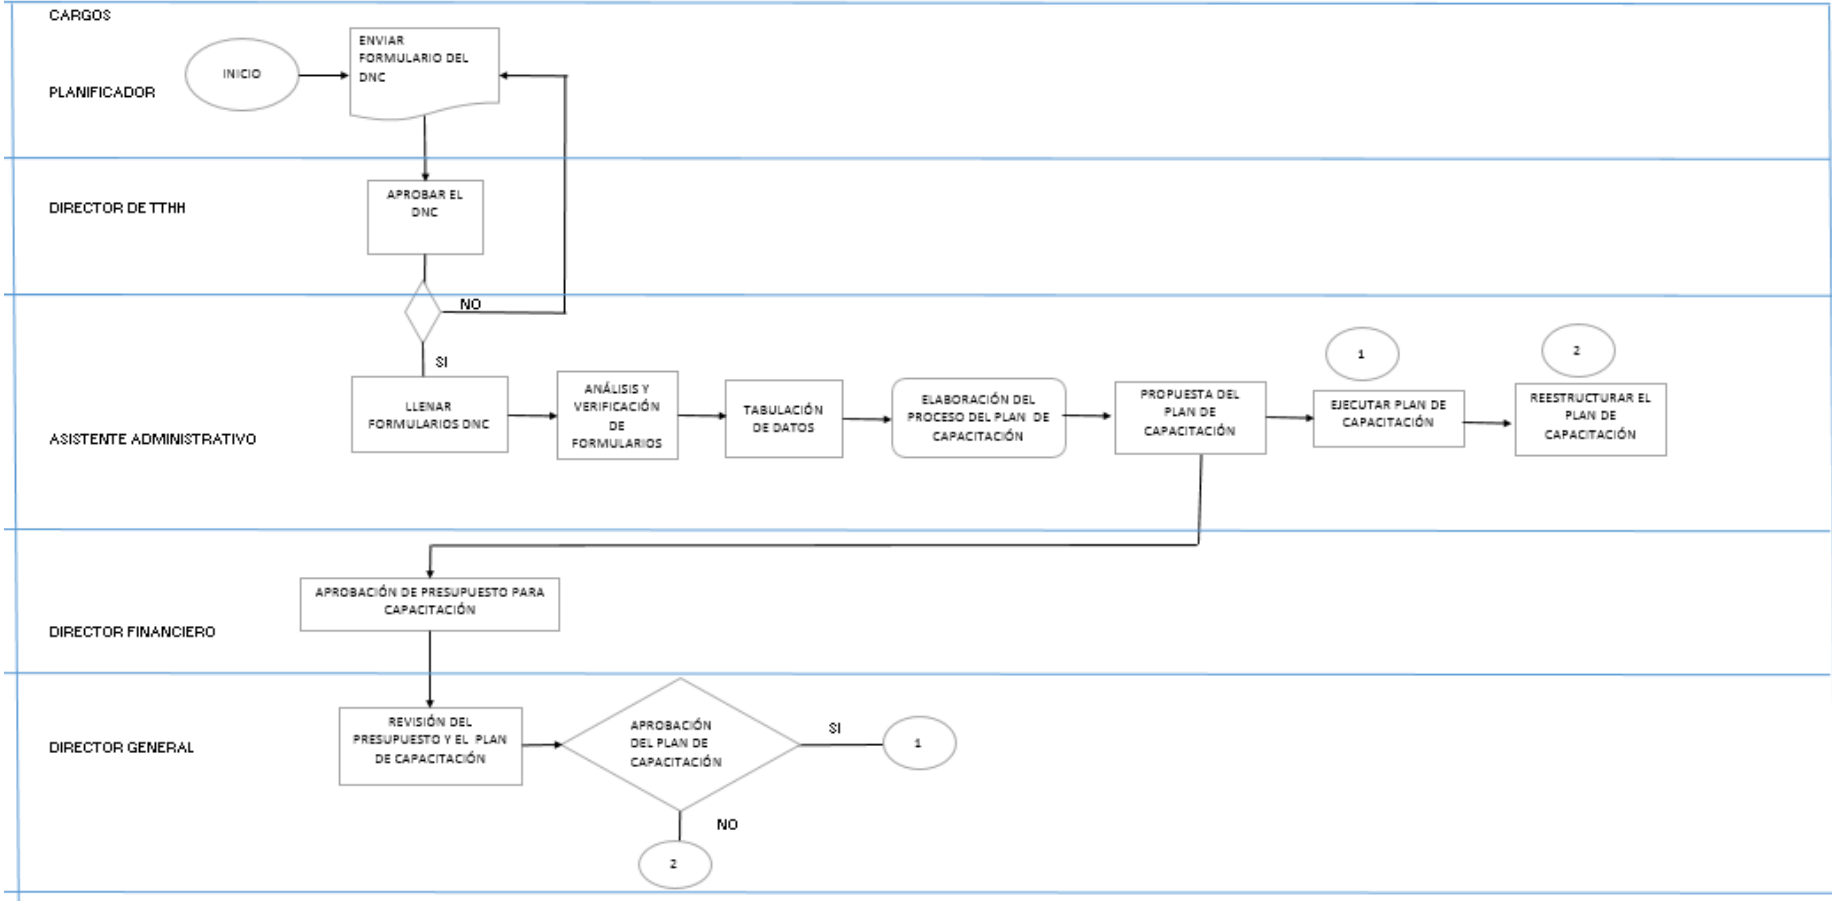 CARGOS
PLANIFICADOR
INICIO
ENVIAR
FORMULARIO DEL
DNC
DIRECTOR DE TTHH
APROBAR EL
DNC
NO
SI
ASISTENTE ADMINISTRATIVO
LLENAR
FORMULARIOS DNC
ANÁLISIS Y
VERIFICACIÓN
DE
FORMULARIOS
TABULACIÓN
DE DATOS
ELABORACIÓN DEL
PROCESO DEL PLAN DE
CAPACITACIÓN
PROPUESTA DEL
PLAN DE
CAPACITACIÓN
1
EJECUTAR PLAN DE
CAPACITACIÓN
2
REESTRUCTURAR EL
PLAN DE
CAPACITACIÓN
DIRECTOR FINANCIERO
APROBACIÓN DE PRESUPUESTO PARA
CAPACITACIÓN
DIRECTOR GENERAL
REVISIÓN DEL
PRESUPUESTO Y EL PLAN
DE CAPACITACIÓN
APROBACIÓN
DEL PLAN DE
CAPACITACIÓN
SI
1
NO
2